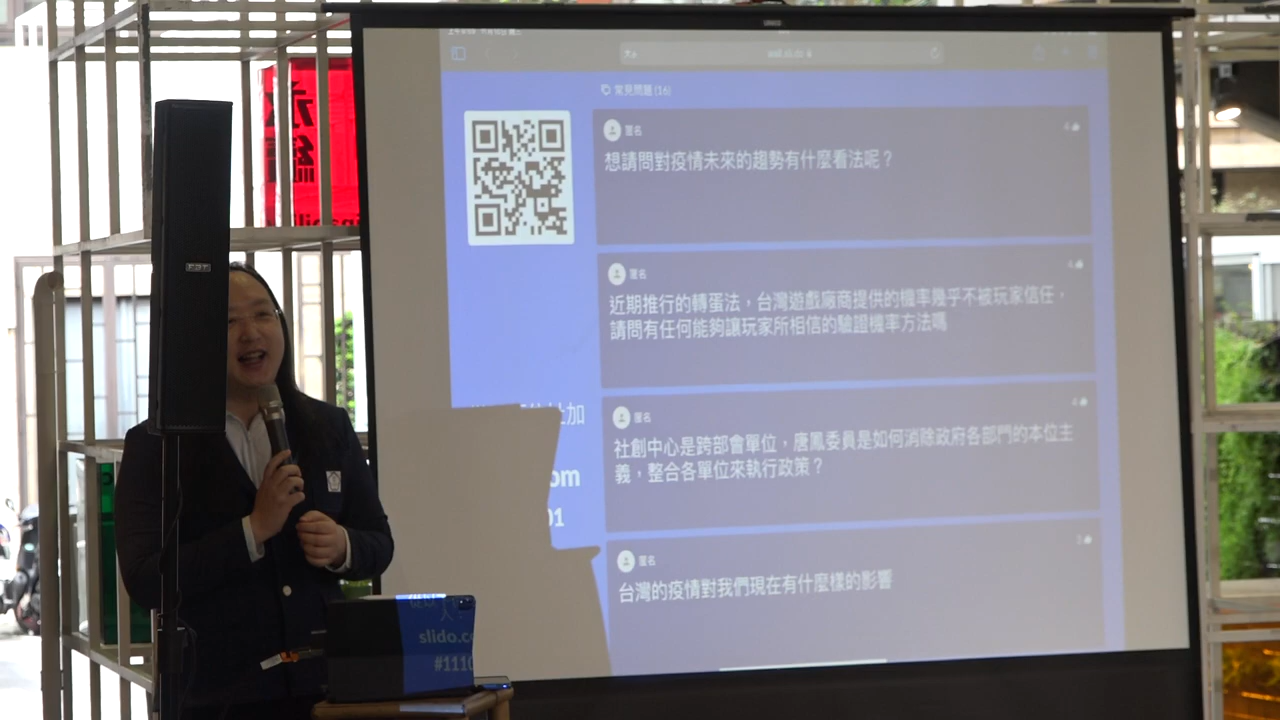 常見問題 (16)
匿名
想請問對疫情未來的趨勢有什麼看法呢？
匿名
近期推行的轉蛋法，台灣遊戲廠商提供的機率幾乎不被玩家信任，
請問有任何能夠讓玩家所相信的驗證機率方法嗎
匿名
社創中心是跨部會單位，唐鳳委員是如何消除政府各部門的本位主
義，整合各單位來執行政策？
匿名
台灣的疫情對我們現在有什麼樣的影響
加
om
01
slido.co
#1110
永續